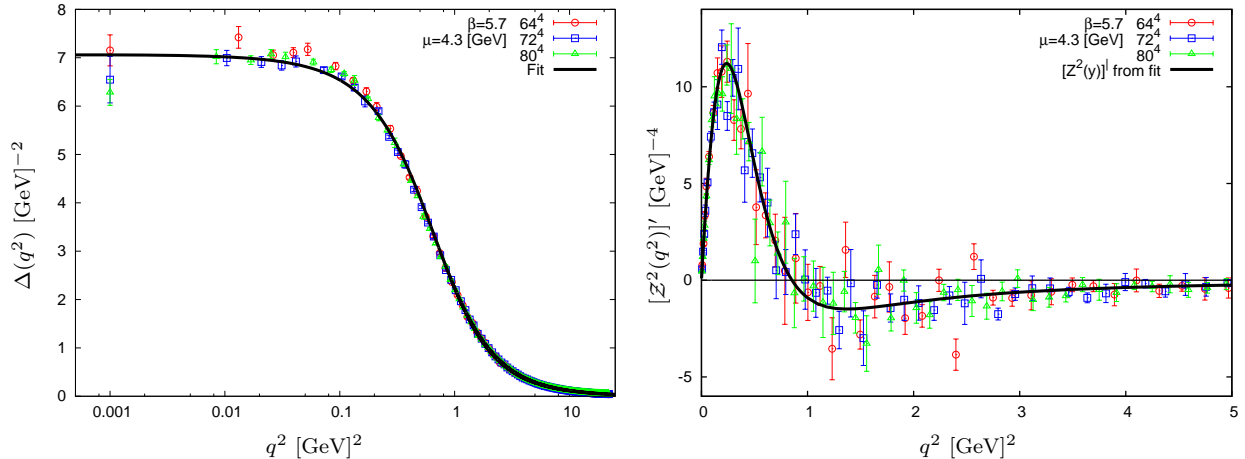 β=5.7 64⁴
μ=4.3 [GeV] 72⁴
80⁴
Fit
Δ(q²) [GeV]⁻²
8
7
6
5
4
3
2
1
0
0.001 0.01 0.1 1 10
q² [GeV]²
β=5.7 64⁴
μ=4.3 [GeV] 72⁴
80⁴
[Z²(y)]| from fit
[Z²(q²)]′ [GeV]⁻⁴
10
5
0
-5
0 1 2 3 4 5
q² [GeV]²